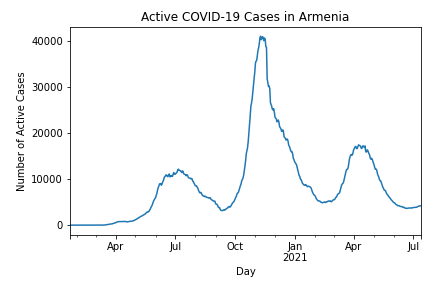 Active COVID-19 Cases in Armenia
Number of Active Cases
40000
30000
20000
10000
0
Apr
Jul
Oct
Jan
2021
Apr
Jul
Day